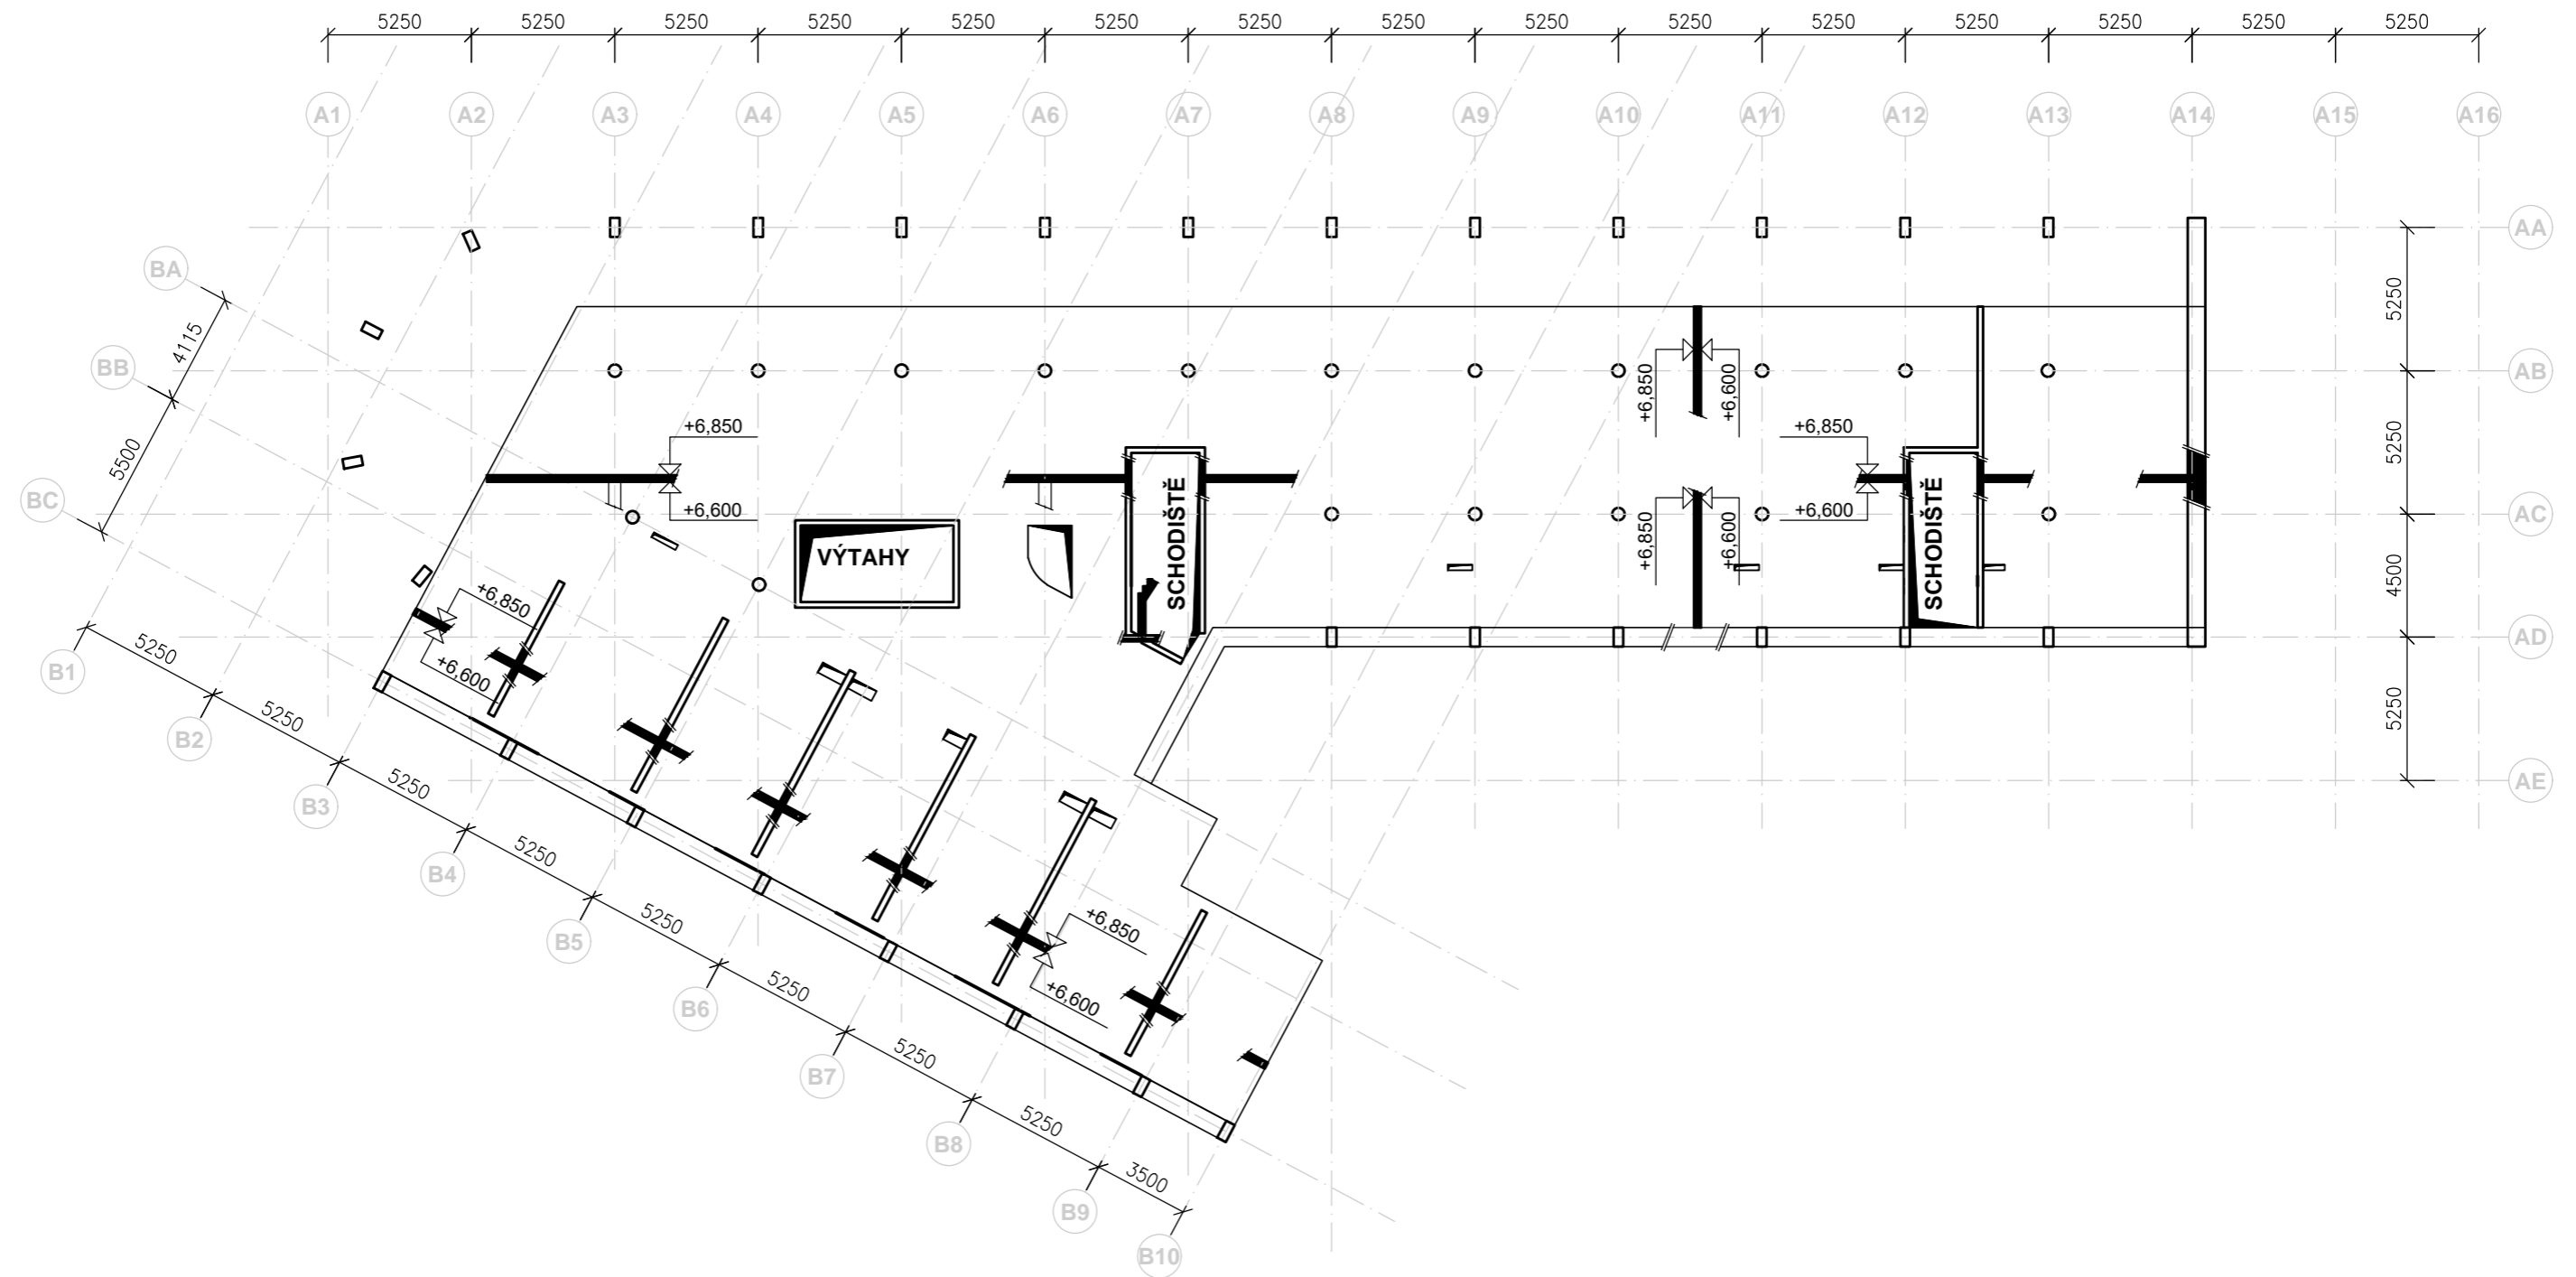 5250 5250 5250 5250 5250 5250 5250 5250 5250 5250 5250 5250 5250 5250 5250
A1 A2 A3 A4 A5 A6 A7 A8 A9 A10 A11 A12 A13 A14 A15 A16
AA
BA
5250
4115
BB
AB
+6,850
+6,600
+6,850
+6,850
5250
5500
BC
+6,600
+6,600
AC
SCHODIŠTĚ
SCHODIŠTĚ
VÝTAHY
+6,850
+6,600
4500
+6,850
+6,600
AD
B1
5250
B2
5250
B3
5250
B4
5250
B5
5250
B6
5250
B7
5250
B8
5250
B9
3500
B10
5250
AE
+6,850
+6,600